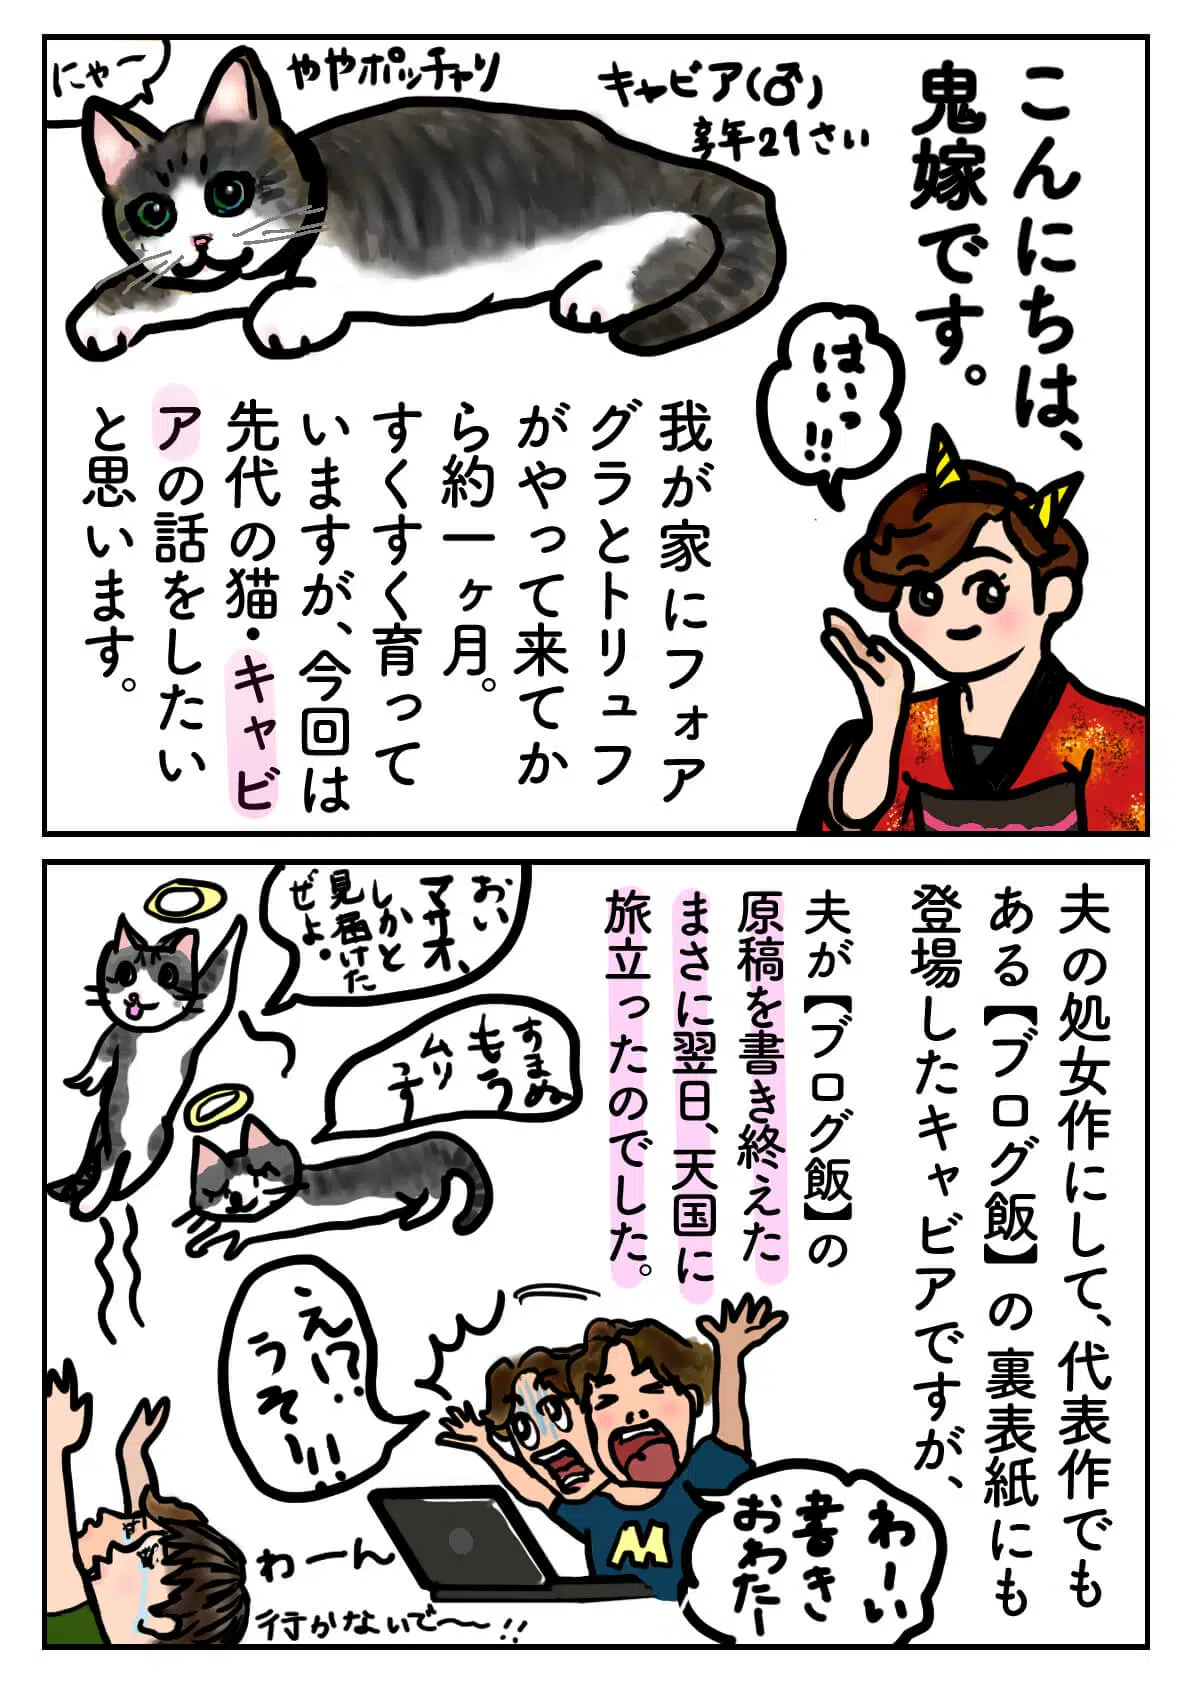 こんにちは、
鬼嫁です。
キャビア(♂)
享年21さい
ややポッチャリ
にゃー
はいっ!!
我が家にフォア
グラとトリュフ
がやって来てか
ら約一ヶ月。
すくすく育って
いますが、今回は
先代の猫・キャビ
アの話をしたい
と思います。
夫の処女作にして、代表作でも
ある【ブログ飯】の裏表紙にも
登場したキャビアですが、
夫が【ブログ飯】の
原稿を書き終えた
まさに翌日、天国に
旅立ったのでした。
おい
マサオ、
しかと
見届けた
ぜよ。
すまぬ
もう
ムリ
っす
わーい
書き
おわたー
えっ!?
うそー!!
わーん
行かないで〜〜!!
M